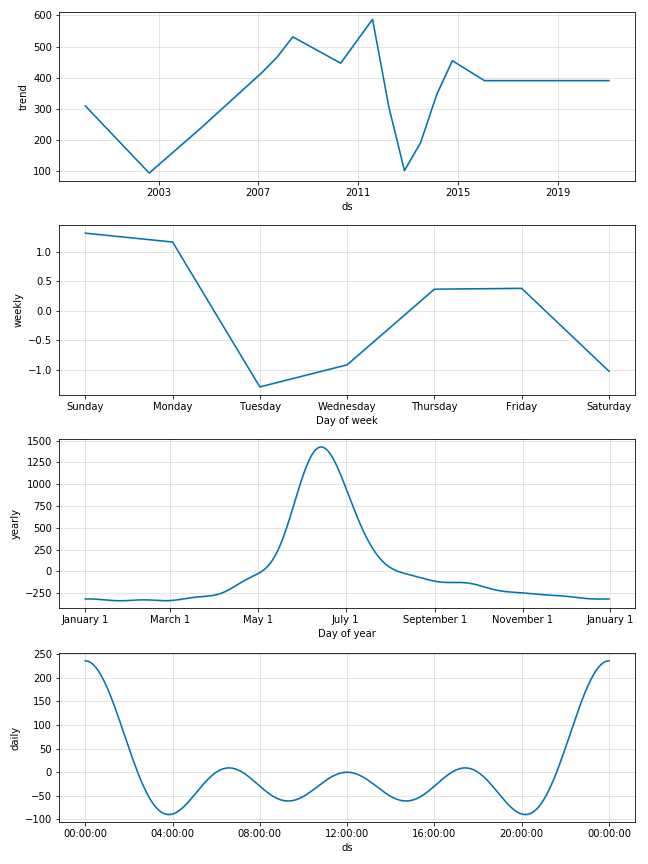 600
500
400
300
200
100
trend
2003 2007 2011 2015 2019
ds
1.0
0.5
0.0
−0.5
−1.0
weekly
Sunday Monday Tuesday Wednesday Thursday Friday Saturday
Day of week
1500
1250
1000
750
500
250
0
−250
yearly
January 1 March 1 May 1 July 1 September 1 November 1 January 1
Day of year
250
200
150
100
50
0
−50
−100
daily
00:00:00 04:00:00 08:00:00 12:00:00 16:00:00 20:00:00 00:00:00
ds